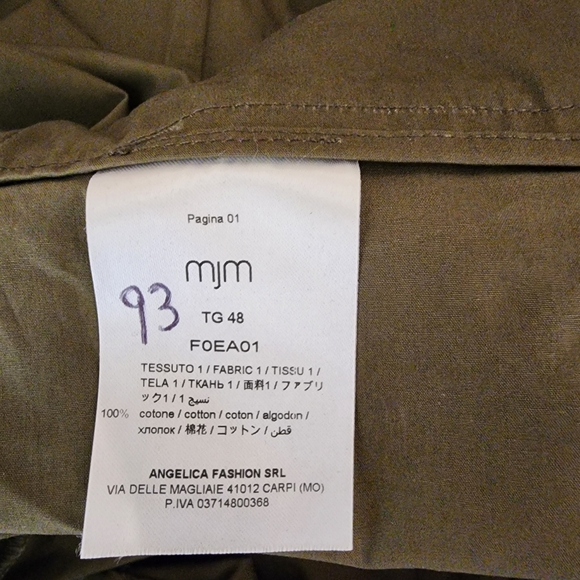 Pagina 01
mjm
93
TG 48
F0EA01
TESSUTO 1 / FABRIC 1 / TISSU 1 /
TELA 1 / ТКАНЬ 1 / 面料1 / ファブリ
ック1 / 1 نسيج
100% cotone / cotton / coton / algodon /
хлопок / 棉花 / コットン / قطن
ANGELICA FASHION SRL
VIA DELLE MAGLIAIE 41012 CARPI (MO)
P.IVA 03714800368